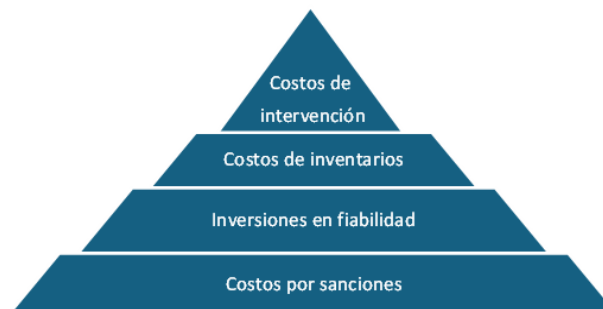 Costos de
intervención
Costos de inventarios
Inversiones en fiabilidad
Costos por sanciones